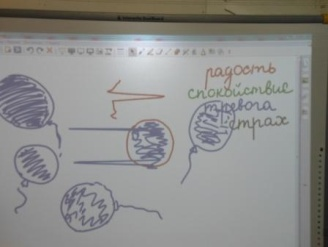 радость
спокойствие
тревога
страх